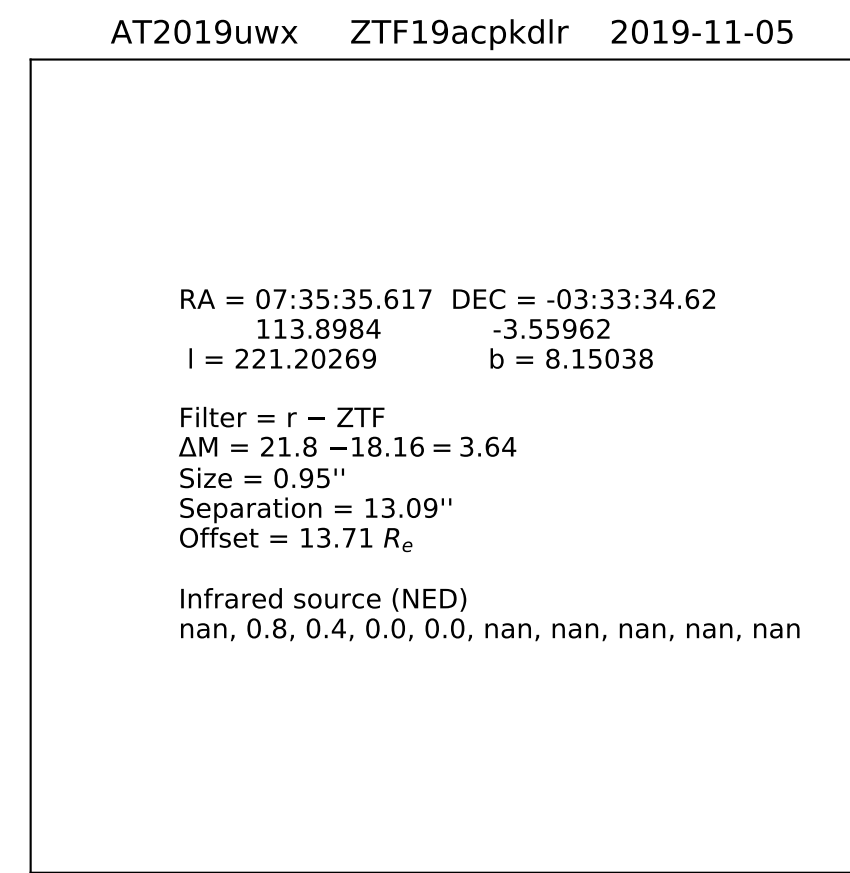 AT2019uwx ZTF19acpkdlr 2019-11-05
RA = 07:35:35.617 DEC = -03:33:34.62
113.8984 -3.55962
l = 221.20269 b = 8.15038
Filter = r − ZTF
ΔM = 21.8 −18.16 = 3.64
Size = 0.95''
Separation = 13.09''
Offset = 13.71 Re
Infrared source (NED)
nan, 0.8, 0.4, 0.0, 0.0, nan, nan, nan, nan, nan